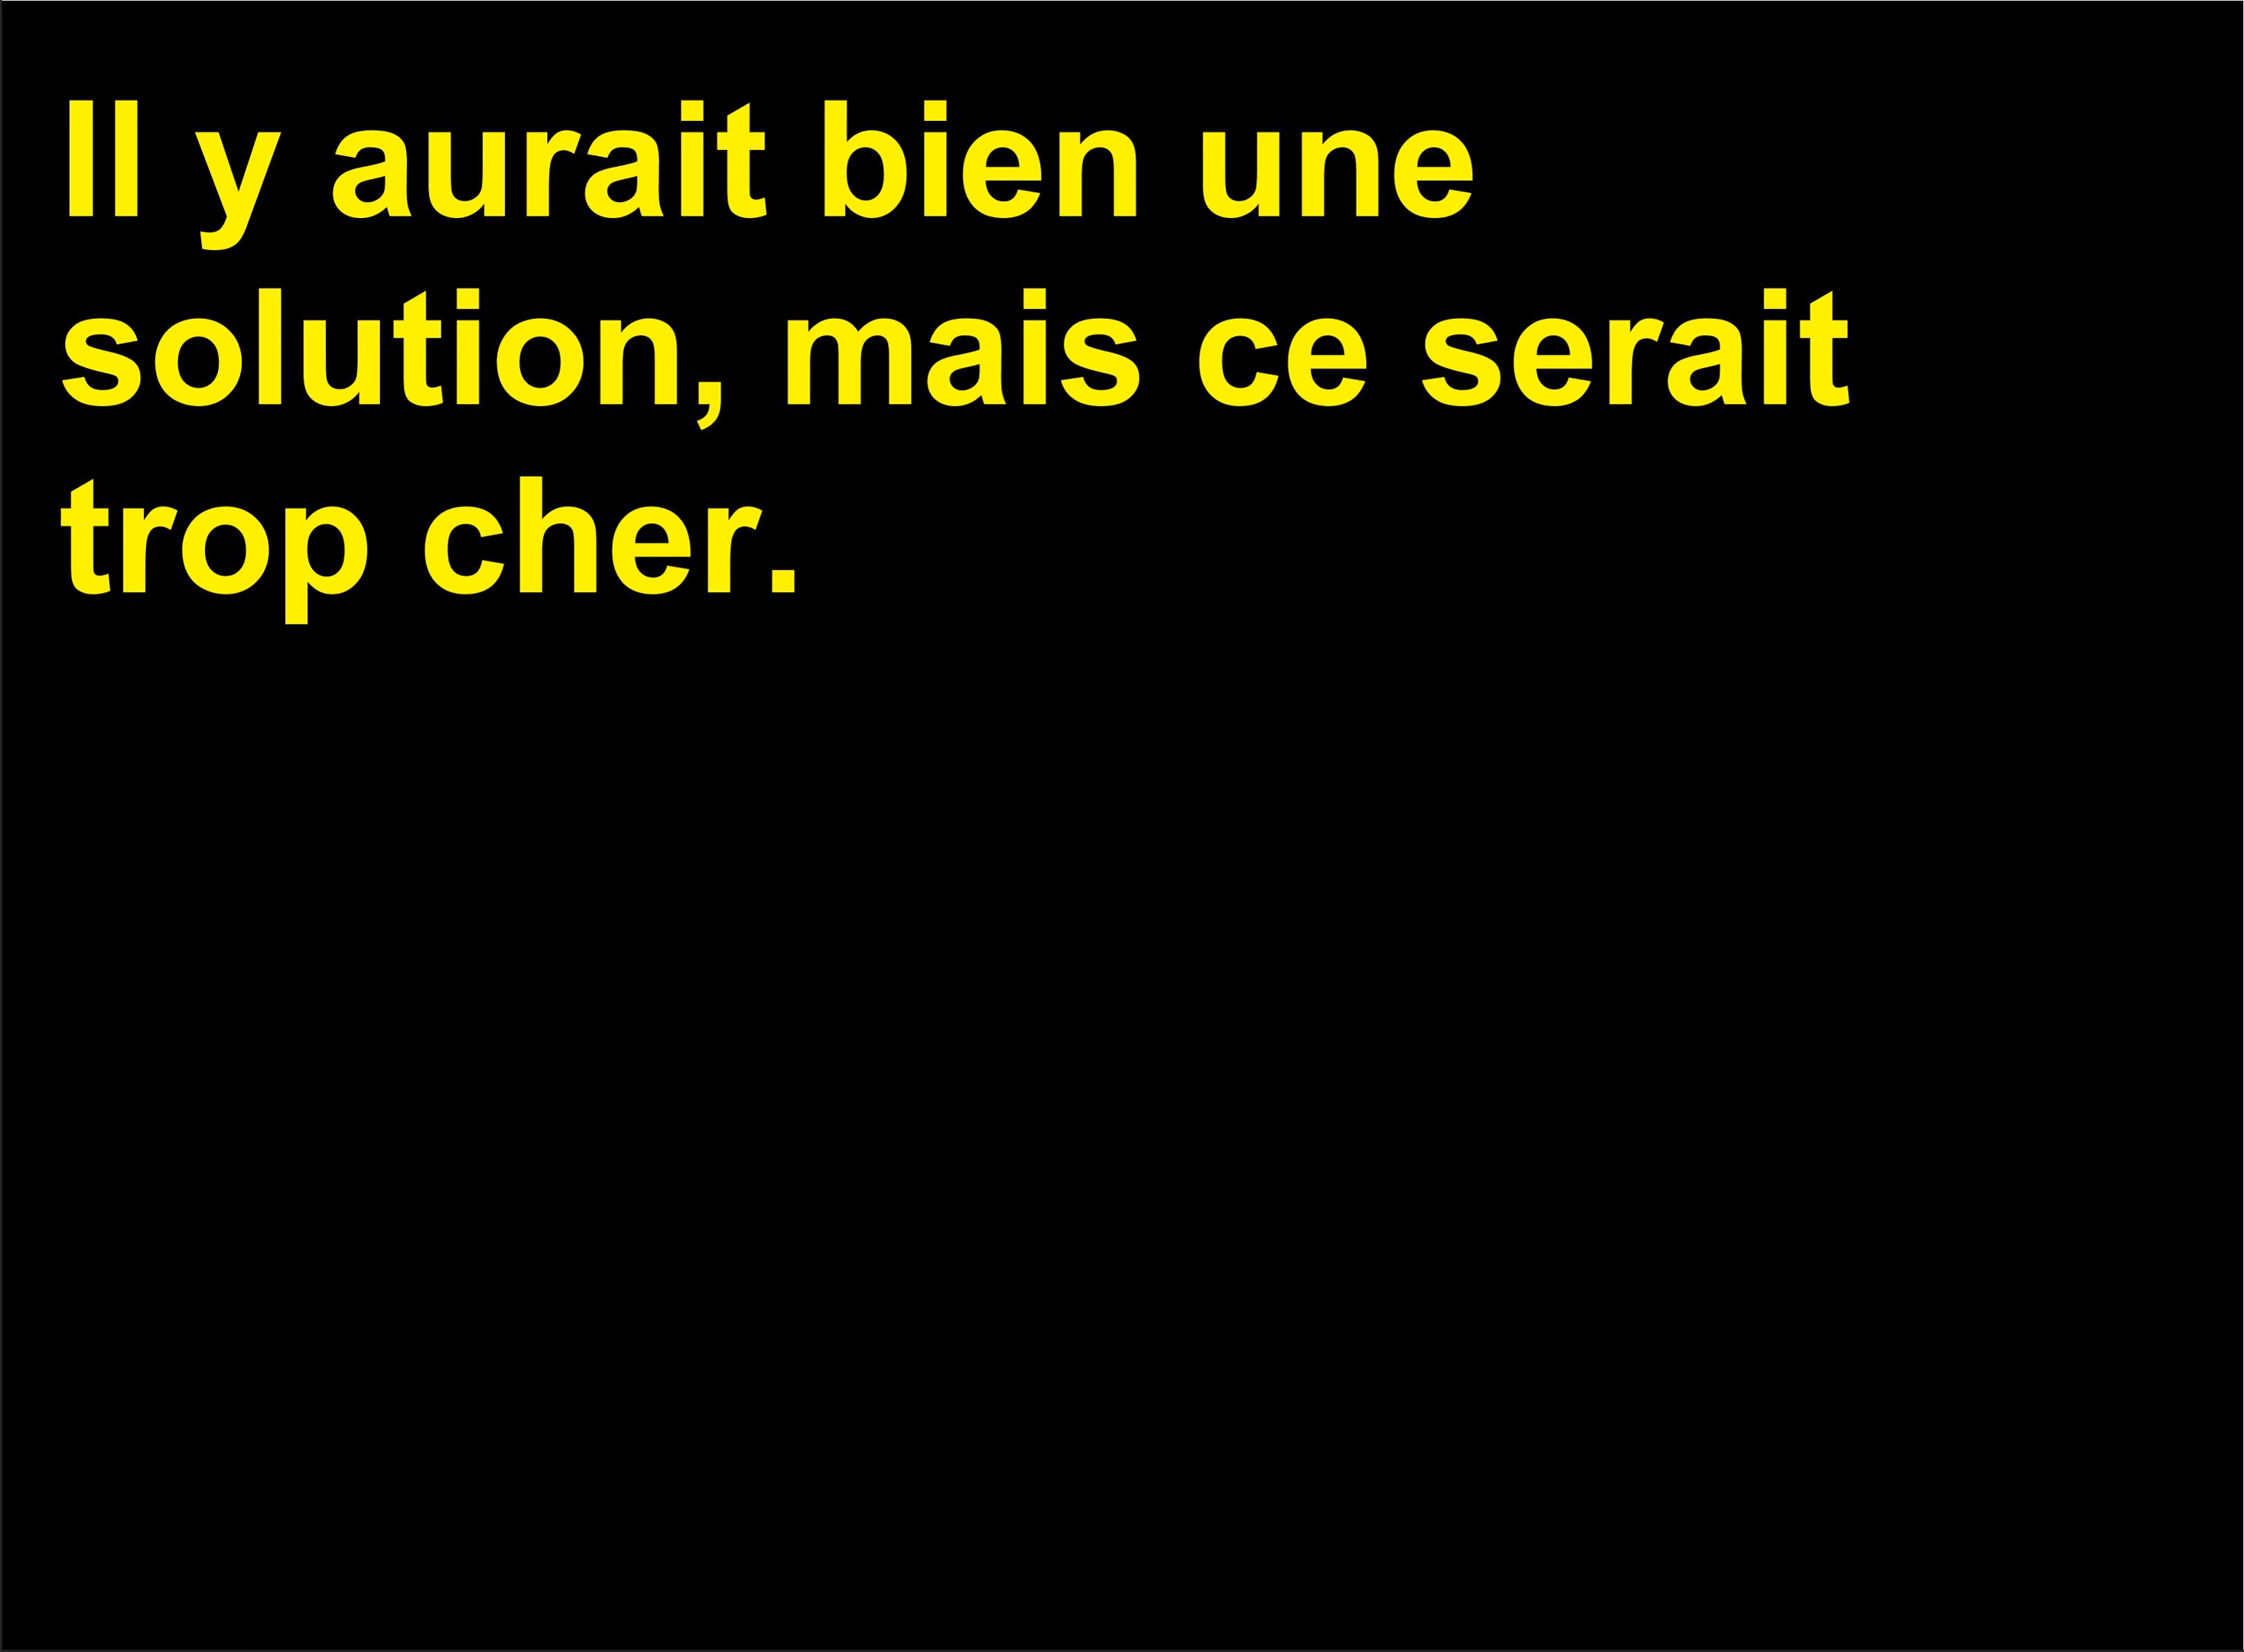 Il y aurait bien une
solution, mais ce serait
trop cher.